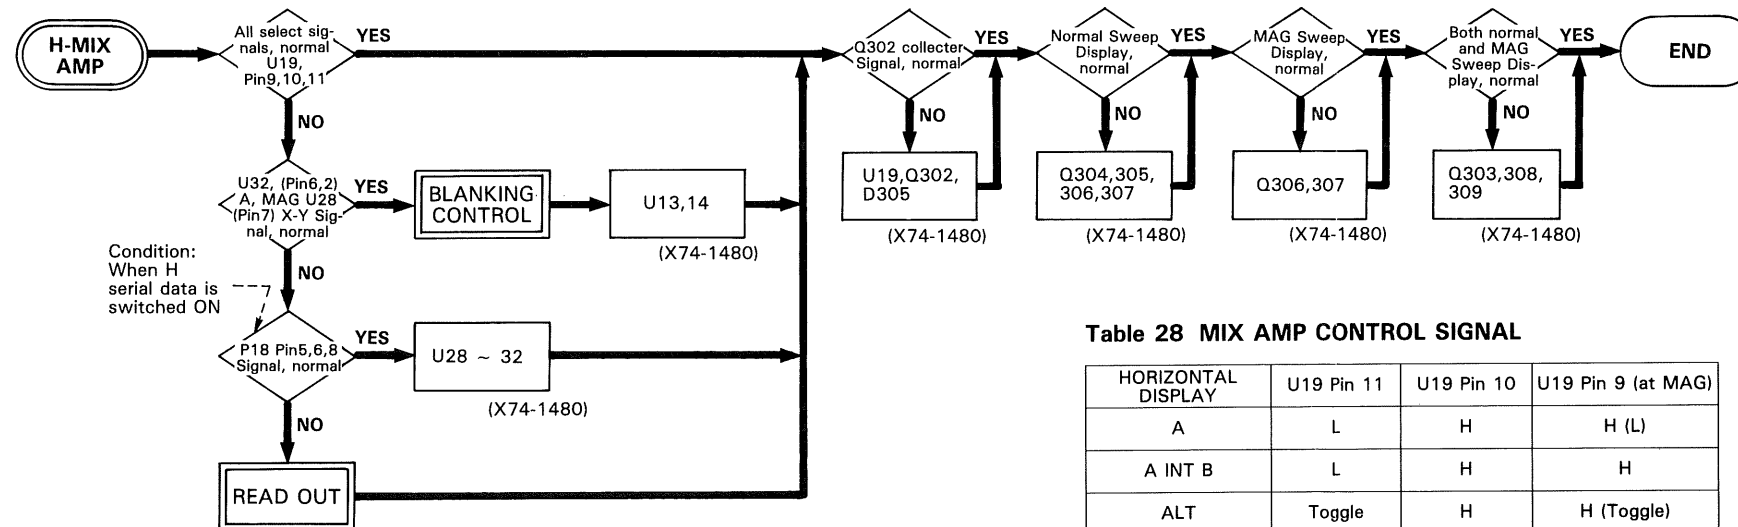 H-MIX
AMP
All select sig-
nals, normal
U19,
Pin9,10,11
YES
NO
U32, (Pin6,2)
A, MAG U28
(Pin7) X-Y Sig-
nal, normal
YES
BLANKING
CONTROL
U13,14
(X74-1480)
NO
Condition:
When H
serial data is
switched ON
P18 Pin5,6,8
Signal, normal
YES
U28 ~ 32
(X74-1480)
NO
READ OUT
Q302 collecter
Signal, normal
YES
NO
U19,Q302,
D305
(X74-1480)
Normal Sweep
Display,
normal
YES
NO
Q304,305,
306,307
(X74-1480)
MAG Sweep
Display,
normal
YES
NO
Q306,307
(X74-1480)
Both normal
and MAG
Sweep Dis-
play, normal
YES
NO
Q303,308,
309
(X74-1480)
END
Table 28 MIX AMP CONTROL SIGNAL
HORIZONTAL
DISPLAY
U19 Pin 11
U19 Pin 10
U19 Pin 9 (at MAG)
A
L
H
H (L)
A INT B
L
H
H
ALT
Toggle
H
H (Toggle)